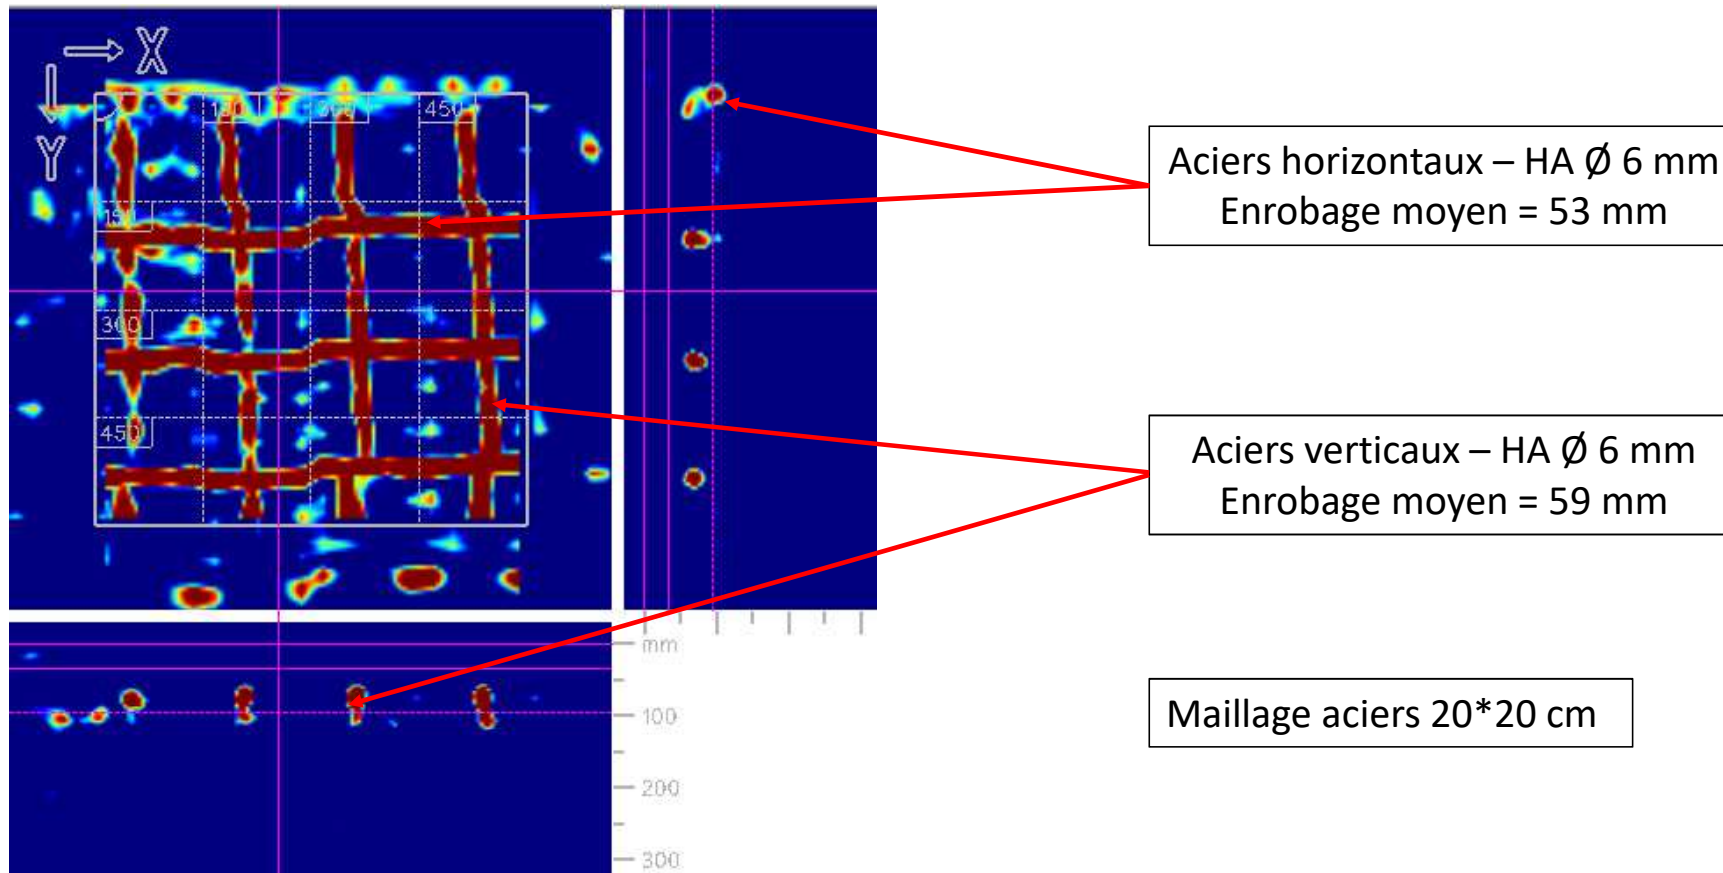 X
Y
150
300
450
150
300
450
mm
100
200
300
Aciers horizontaux – HA Ø 6 mm
Enrobage moyen = 53 mm
Aciers verticaux – HA Ø 6 mm
Enrobage moyen = 59 mm
Maillage aciers 20*20 cm